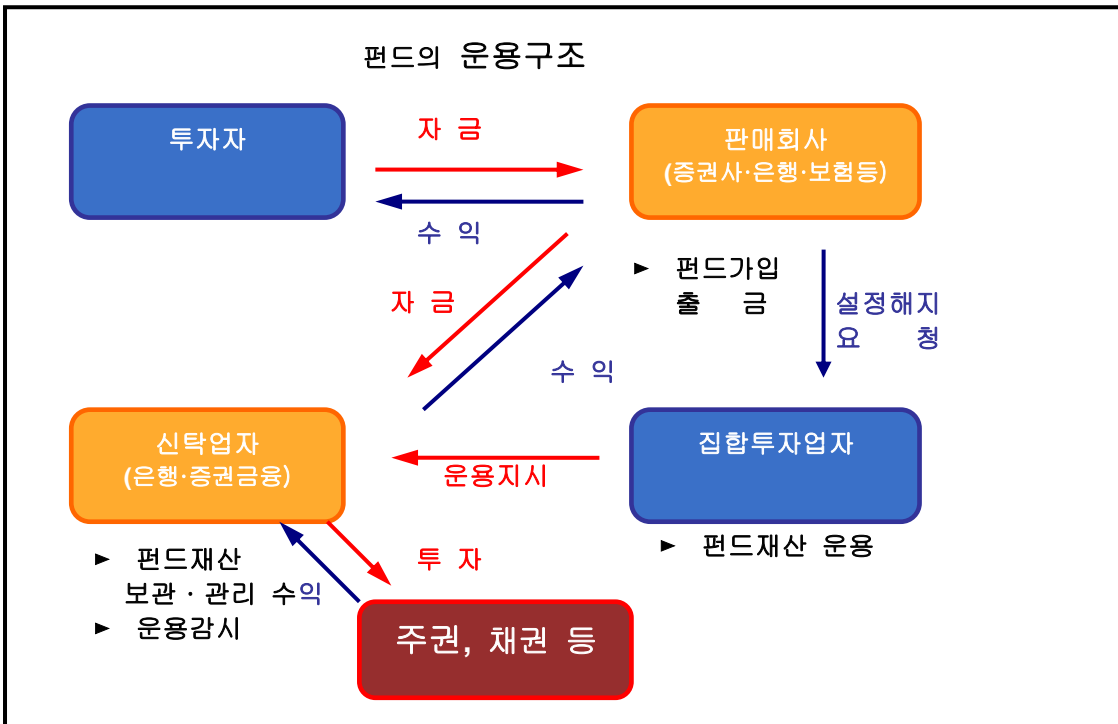 펀드의 운용구조
투자자
자 금
판매회사
(증권사·은행·보험등)
수 익
► 펀드가입
출 금
자 금
설정해지
요 청
수 익
신탁업자
(은행·증권금융)
집합투자업자
운용지시
► 펀드재산 운용
► 펀드재산
보관·관리 수익
► 운용감시
투 자
주권, 채권 등